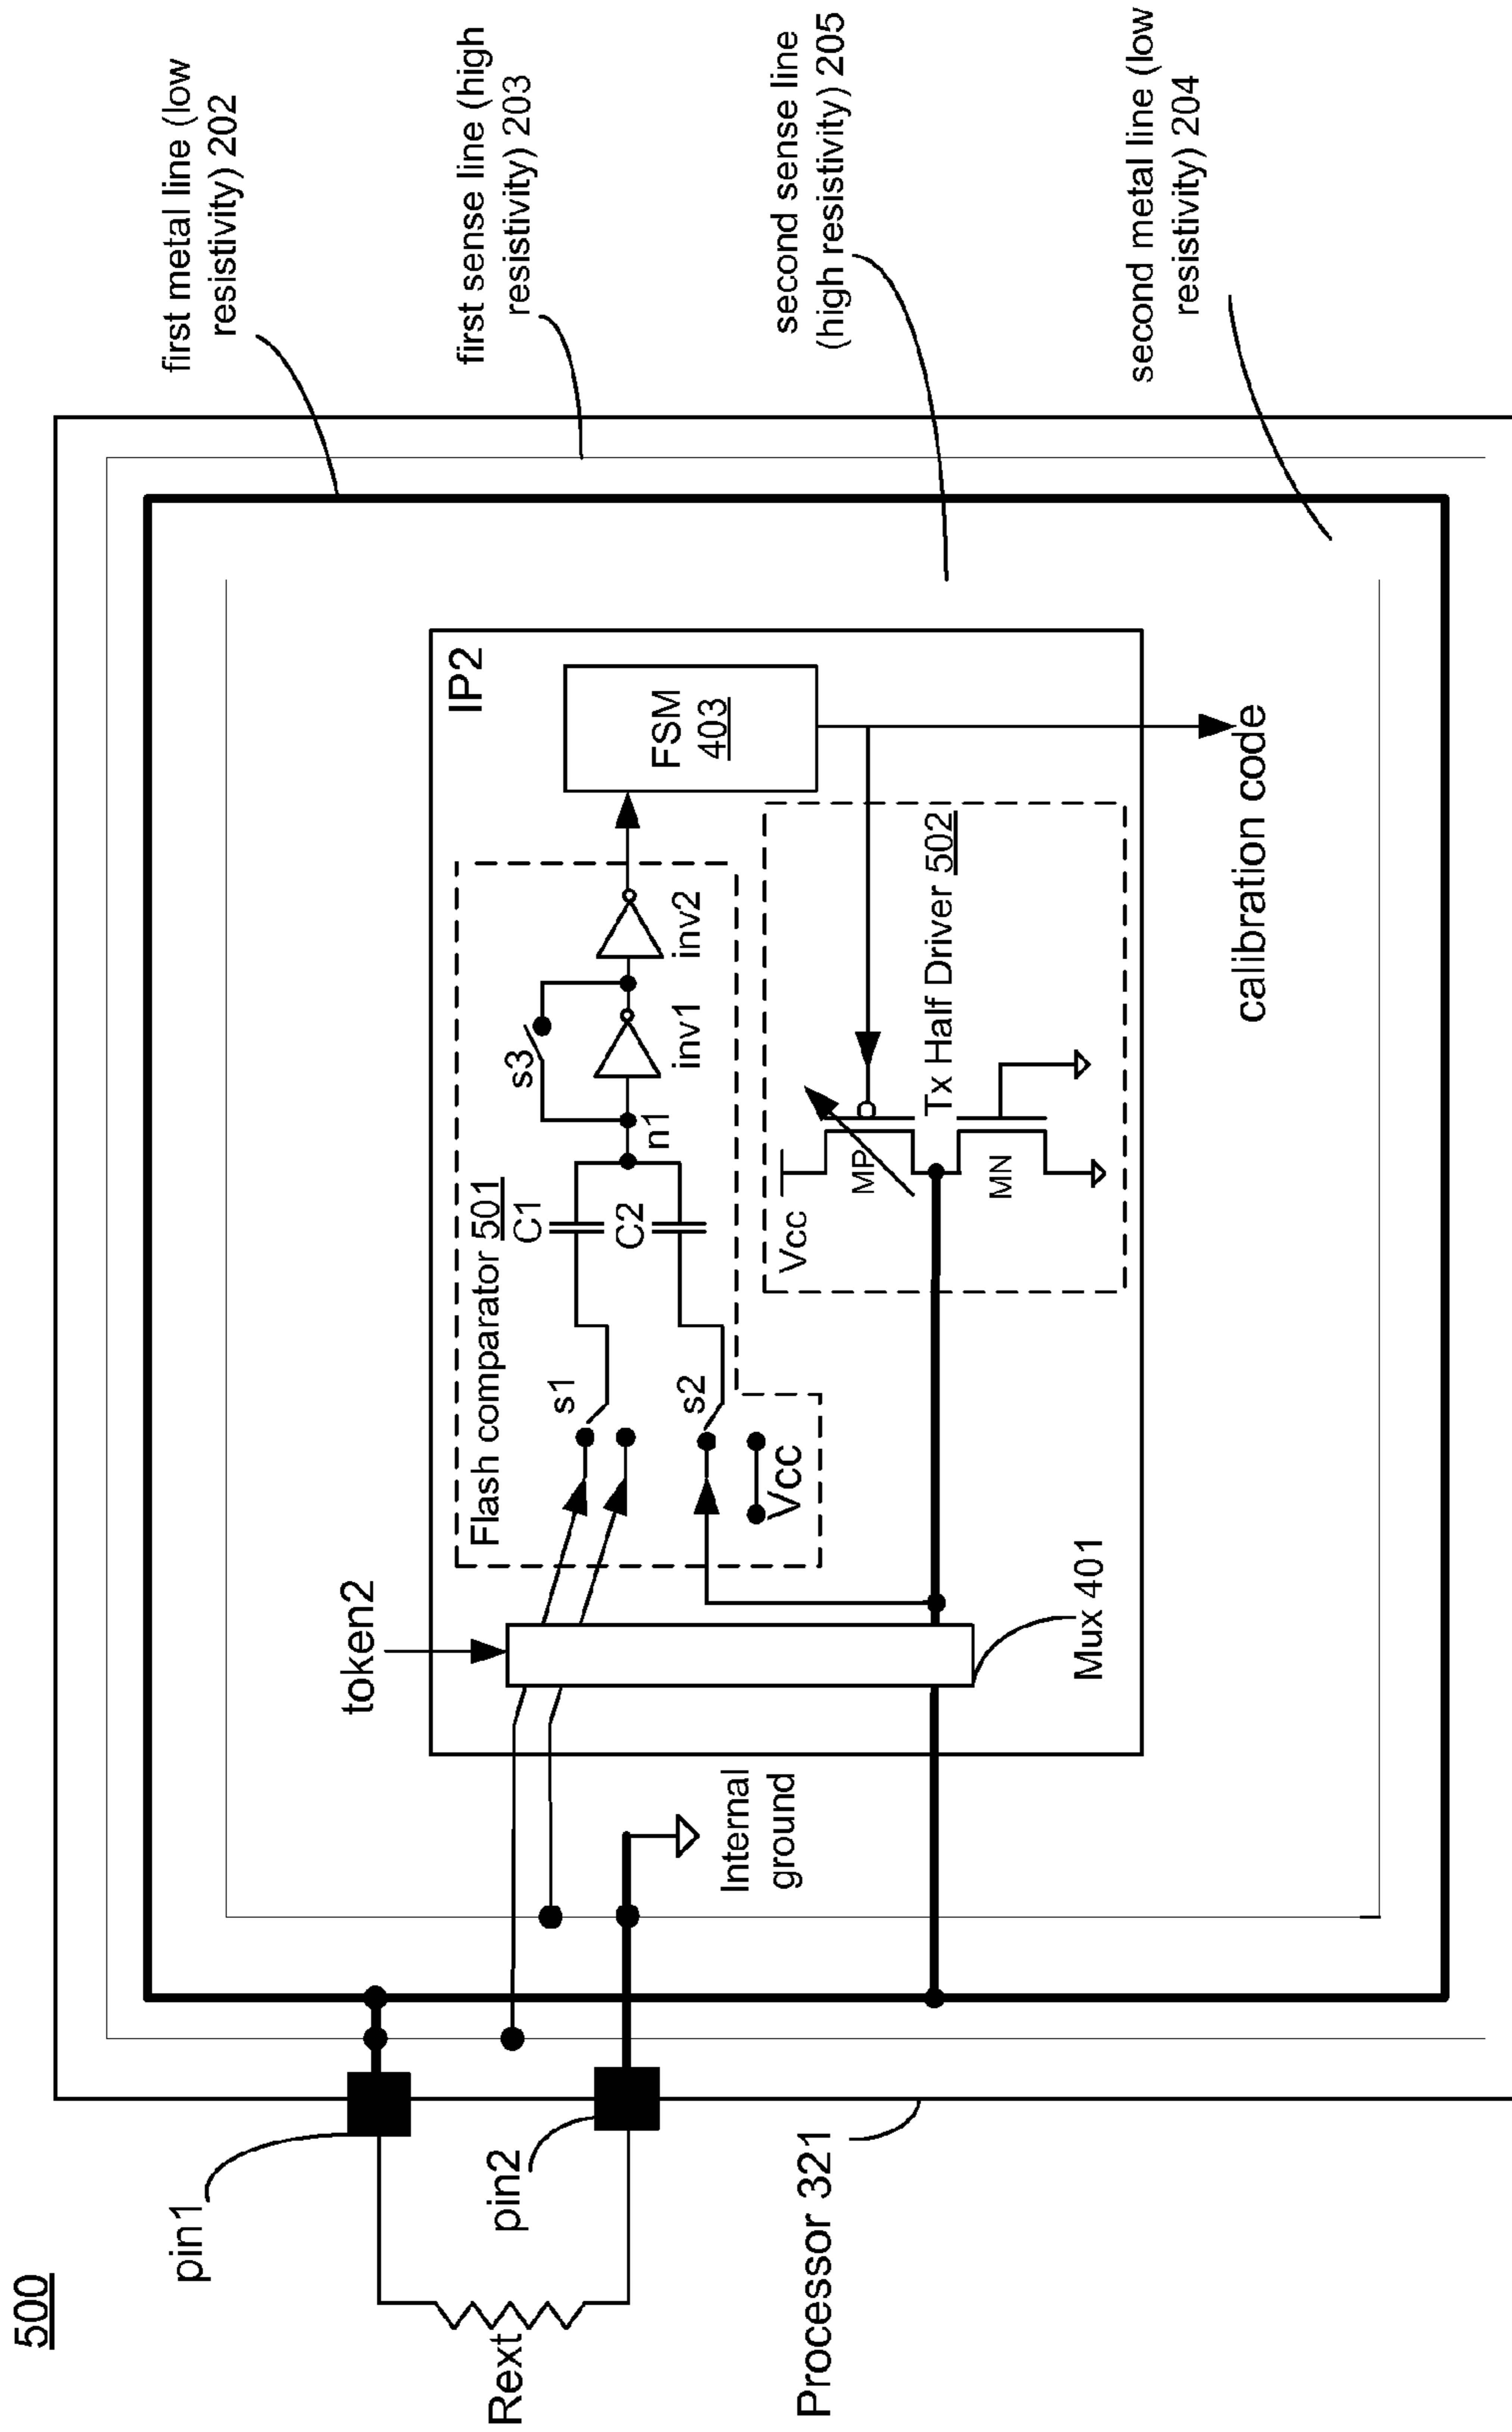 500
first metal line (low
resistivity) 202
first sense line (high
resistivity) 203
second sense line
(high resistivity) 205
second metal line (low
resistivity) 204
pin1
pin2
Rext
Processor 321
Internal
ground
token2
Mux 401
IP2
Flash comparator 501
s1
s2
Vcc
C1
C2
n1
s3
inv1
inv2
FSM
403
Tx Half Driver 502
Vcc
MP
MN
calibration code